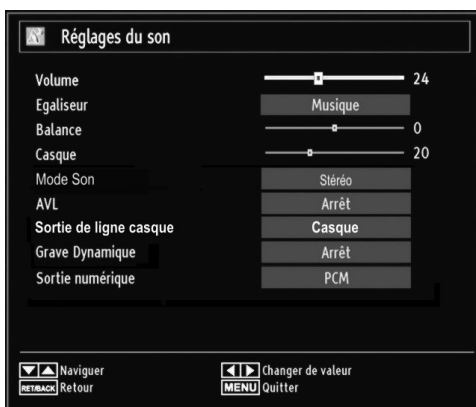 Réglages du son
Volume 24
Egaliseur Musique
Balance 0
Casque 20
Mode Son Stéréo
AVL Arrêt
Sortie de ligne casque Casque
Grave Dynamique Arrêt
Sortie numérique PCM
Naviguer Changer de valeur
RET/BACK Retour MENU Quitter